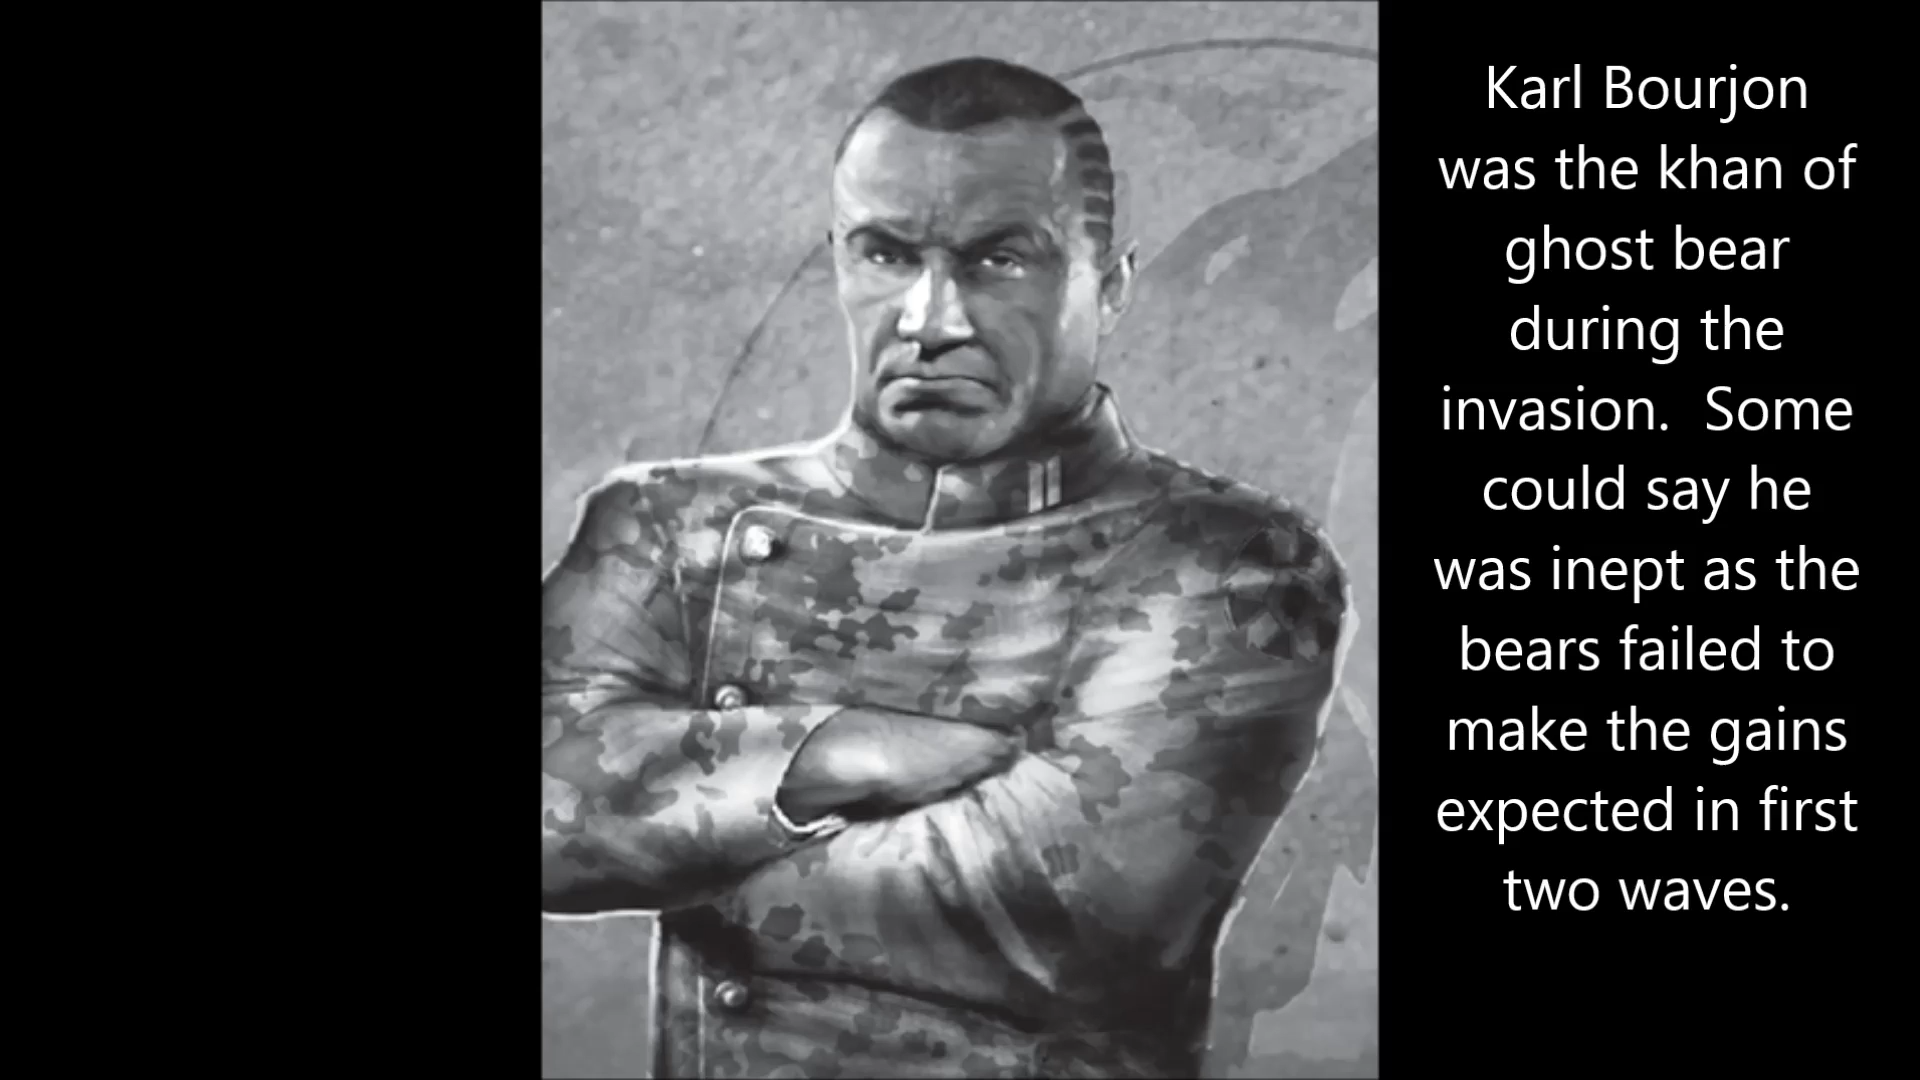 Karl Bourjon
was the khan of
ghost bear
during the
invasion.  Some
could say he
was inept as the
bears failed to
make the gains
expected in first
two waves.